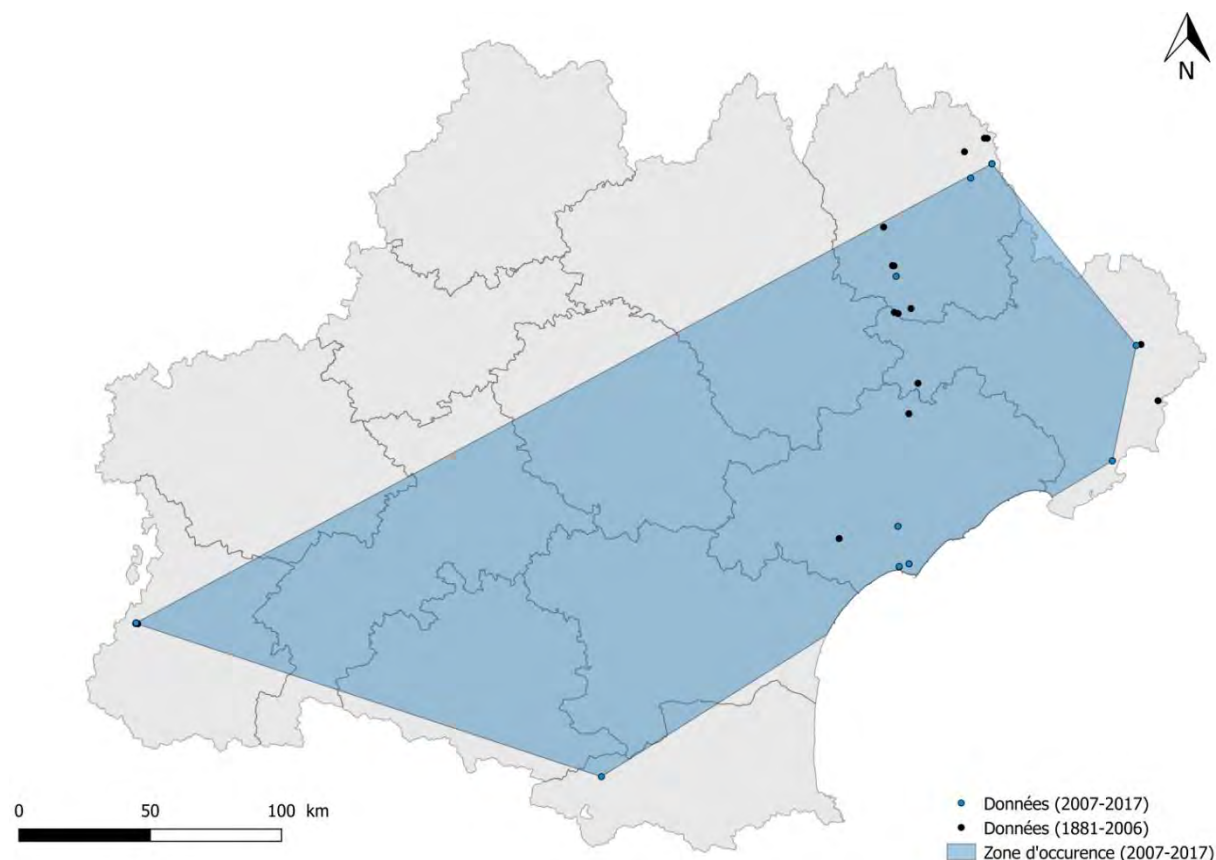 N
0 50 100 km
Données (2007-2017)
Données (1881-2006)
Zone d'occurence (2007-2017)